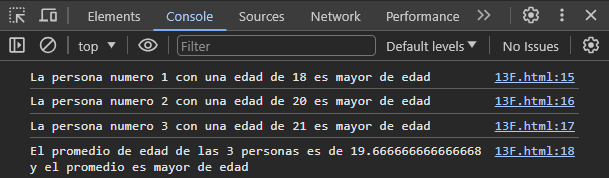 Elements Console Sources Network Performance
top Filter Default levels No Issues
La persona numero 1 con una edad de 18 es mayor de edad 13F.html:15
La persona numero 2 con una edad de 20 es mayor de edad 13F.html:16
La persona numero 3 con una edad de 21 es mayor de edad 13F.html:17
El promedio de edad de las 3 personas es de 19.666666666666668 13F.html:18
y el promedio es mayor de edad